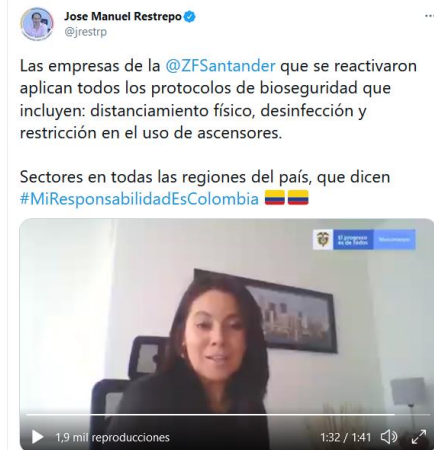 Jose Manuel Restrepo
@jrestrp
Las empresas de la @ZFSantander que se reactivaron
aplican todos los protocolos de bioseguridad que
incluyen: distanciamiento físico, desinfección y
restricción en el uso de ascensores.
Sectores en todas las regiones del país, que dicen
#MiResponsabilidadEsColombia
El progreso
es de todos
1,9 mil reproducciones
1:32 / 1:41